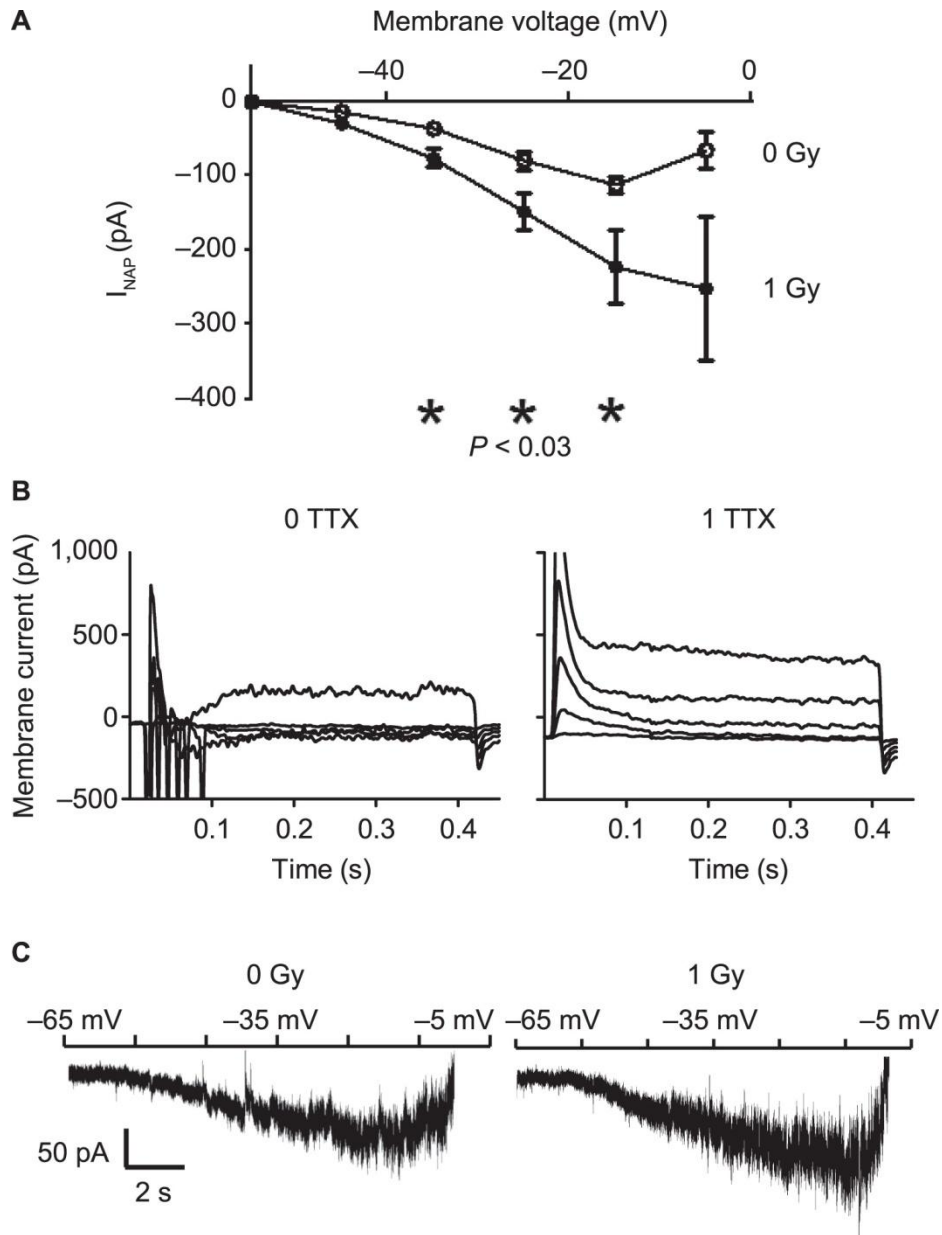 A
Membrane voltage (mV)
–40 –20 0
0
–100
–200
–300
–400
I_NAP (pA)
0 Gy
1 Gy
* * *
P < 0.03
B
0 TTX 1 TTX
Membrane current (pA)
1,000
500
0
–500
0.1 0.2 0.3 0.4 0.1 0.2 0.3 0.4
Time (s) Time (s)
C
0 Gy 1 Gy
–65 mV –35 mV –5 mV –65 mV –35 mV –5 mV
50 pA
2 s